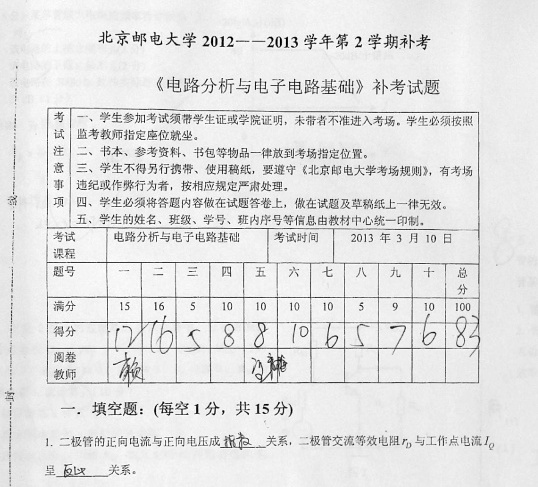 北京邮电大学 2012——2013 学年第 2 学期补考
《电路分析与电子电路基础》补考试题
考试注意事项
一、学生参加考试须带学生证或学院证明，未带者不准进入考场。学生必须按照
监考教师指定座位就坐。
二、书本、参考资料、书包等物品一律放到考场指定位置。
三、学生不得另行携带、使用稿纸，要遵守《北京邮电大学考场规则》，有考场
违纪或作弊行为者，按相应规定严肃处理。
四、学生必须将答题内容做在试题答卷上，做在试题及草稿纸上一律无效。
五、学生的姓名、班级、学号、班内序号等信息由教材中心统一印制。
考试课程 电路分析与电子电路基础 考试时间 2013 年 3 月 10 日
题号 一 二 三 四 五 六 七 八 九 十 总分
满分 15 16 5 10 10 10 10 5 9 10 100
得分 12 16 5 8 8 10 6 5 7 6 83
阅卷教师
一．填空题：(每空 1 分，共 15 分)
1. 二极管的正向电流与正向电压成 指数 关系，二极管交流等效电阻 rD 与工作点电流 IQ
呈 反比 关系。